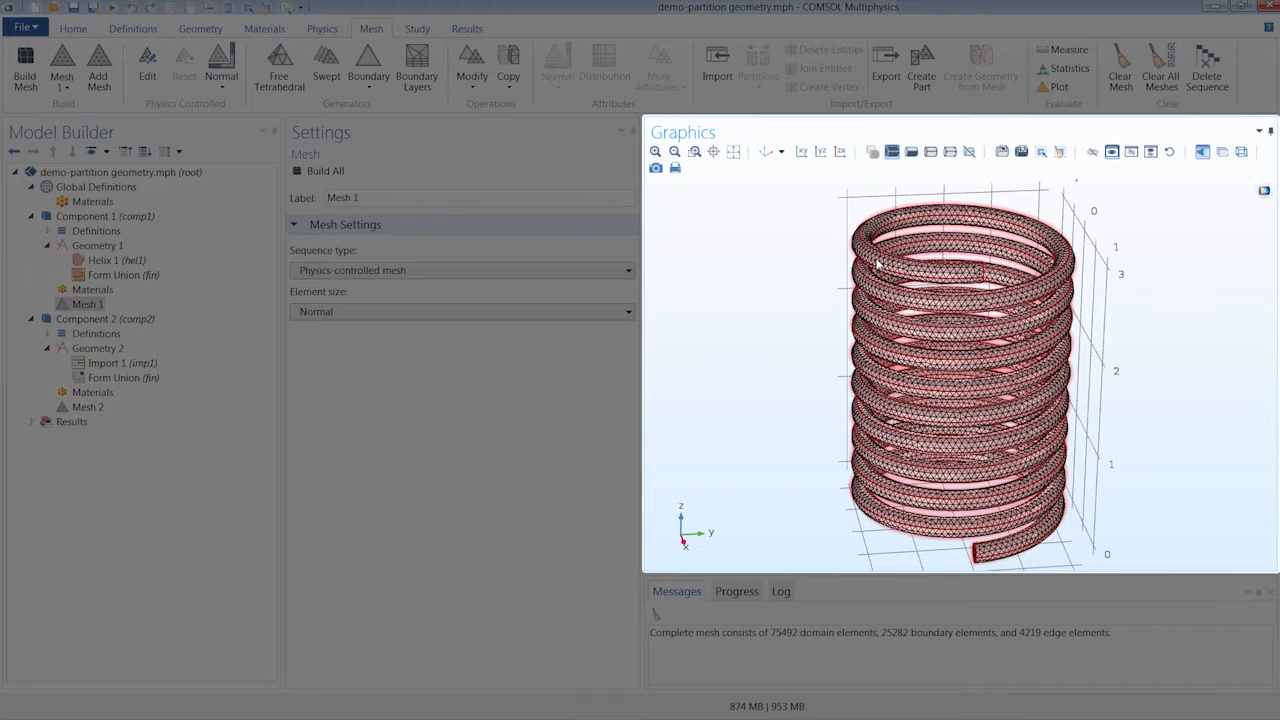 demo-partition geometry.mph - COMSOL Multiphysics
File Home Definitions Geometry Materials Physics Mesh Study Results
Build Mesh
Mesh 1
Add Mesh
Build
Edit
Reset
Normal
Physics Controlled
Free Tetrahedral
Swept
Boundary
Boundary Layers
Generators
Modify
Copy
Operations
Normal
Distribution
More Attributes
Attributes
Import
Partitions
Delete Entities
Join Entities
Create Vertex
Export
Create Part
Create Geometry from Mesh
Import/Export
Measure
Statistics
Plot
Evaluate
Clear Mesh
Clear All Meshes
Delete Sequence
Clear
Model Builder
demo-partition geometry.mph (root)
Global Definitions
Materials
Component 1 (comp1)
Definitions
Geometry 1
Helix 1 (hel1)
Form Union (fin)
Materials
Mesh 1
Component 2 (comp2)
Definitions
Geometry 2
Import 1 (imp1)
Form Union (fin)
Materials
Mesh 2
Results
Settings
Mesh
Build All
Label: Mesh 1
Mesh Settings
Sequence type:
Physics-controlled mesh
Element size:
Normal
Graphics
xy yz zx
0
1
3
2
1
0
z
y
x
Messages Progress Log
Complete mesh consists of 75492 domain elements, 25282 boundary elements, and 4219 edge elements.
874 MB | 953 MB